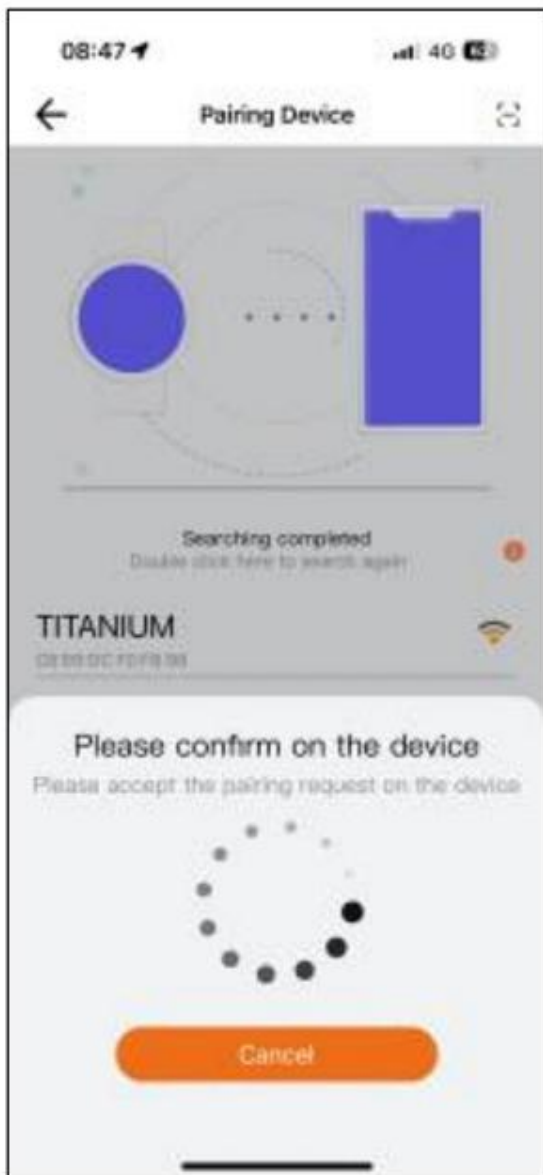 08:47
4G
Pairing Device
Searching completed
Double click here to search again
TITANIUM
Please confirm on the device
Please accept the pairing request on the device
Cancel